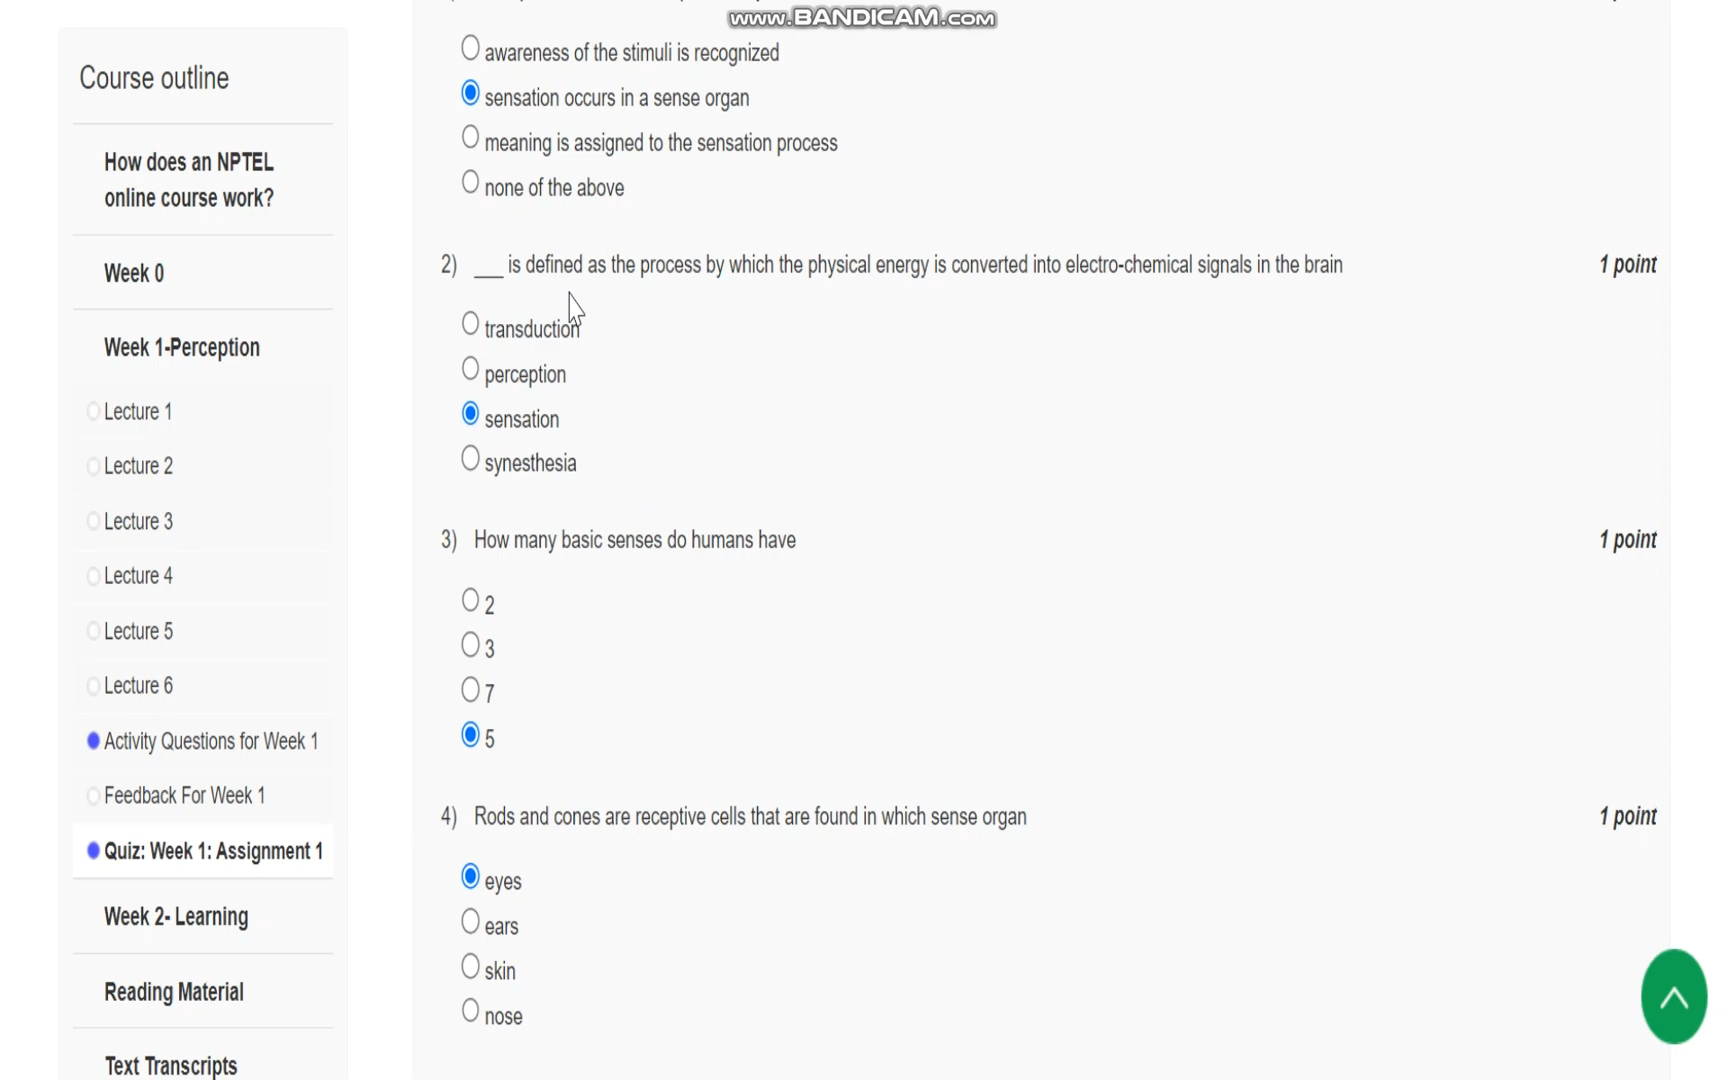 www.BANDICAM.com
Course outline
How does an NPTEL
online course work?
Week 0
Week 1-Perception
Lecture 1
Lecture 2
Lecture 3
Lecture 4
Lecture 5
Lecture 6
Activity Questions for Week 1
Feedback For Week 1
Quiz: Week 1: Assignment 1
Week 2- Learning
Reading Material
Text Transcripts
awareness of the stimuli is recognized
sensation occurs in a sense organ
meaning is assigned to the sensation process
none of the above
2) ___ is defined as the process by which the physical energy is converted into electro-chemical signals in the brain 1 point
transduction
perception
sensation
synesthesia
3) How many basic senses do humans have 1 point
2
3
7
5
4) Rods and cones are receptive cells that are found in which sense organ 1 point
eyes
ears
skin
nose